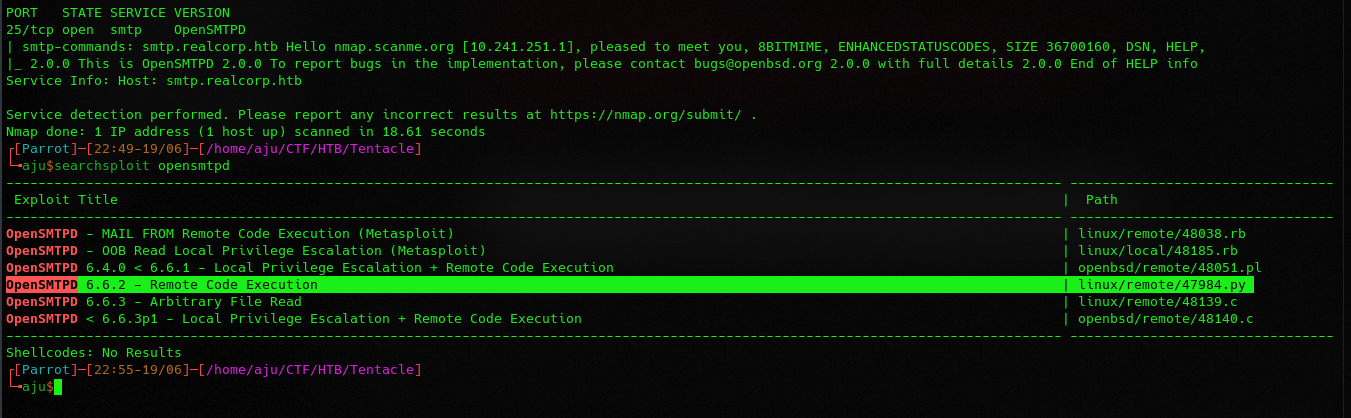 PORT   STATE SERVICE VERSION
25/tcp open  smtp    OpenSMTPD
| smtp-commands: smtp.realcorp.htb Hello nmap.scanme.org [10.241.251.1], pleased to meet you, 8BITMIME, ENHANCEDSTATUSCODES, SIZE 36700160, DSN, HELP,
|_ 2.0.0 This is OpenSMTPD 2.0.0 To report bugs in the implementation, please contact bugs@openbsd.org 2.0.0 with full details 2.0.0 End of HELP info
Service Info: Host: smtp.realcorp.htb

Service detection performed. Please report any incorrect results at https://nmap.org/submit/ .
Nmap done: 1 IP address (1 host up) scanned in 18.61 seconds
┌[Parrot]─[22:49-19/06]─[/home/aju/CTF/HTB/Tentacle]
└╼aju$searchsploit opensmtpd
Exploit Title | Path
OpenSMTPD - MAIL FROM Remote Code Execution (Metasploit) | linux/remote/48038.rb
OpenSMTPD - OOB Read Local Privilege Escalation (Metasploit) | linux/local/48185.rb
OpenSMTPD 6.4.0 < 6.6.1 - Local Privilege Escalation + Remote Code Execution | openbsd/remote/48051.pl
OpenSMTPD 6.6.2 - Remote Code Execution | linux/remote/47984.py
OpenSMTPD 6.6.3 - Arbitrary File Read | linux/remote/48139.c
OpenSMTPD < 6.6.3p1 - Local Privilege Escalation + Remote Code Execution | openbsd/remote/48140.c
Shellcodes: No Results
┌[Parrot]─[22:55-19/06]─[/home/aju/CTF/HTB/Tentacle]
└╼aju$